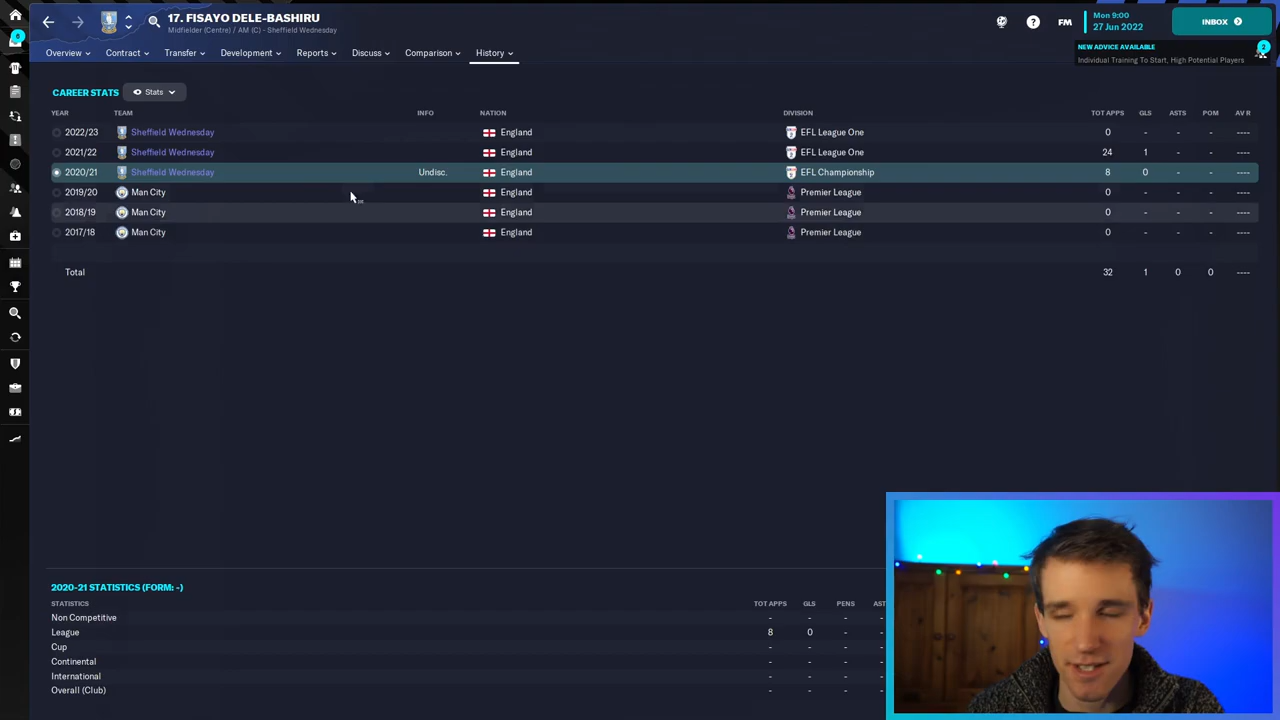 17. FISAYO DELE-BASHIRU
Midfielder (Centre) / AM (C) - Sheffield Wednesday
FM
Mon 9:00
27 Jun 2022
INBOX
6
Overview Contract Transfer Development Reports Discuss Comparison History
NEW ADVICE AVAILABLE
Individual Training To Start, High Potential Players
2
CAREER STATS Stats
YEAR TEAM INFO NATION DIVISION TOT APPS GLS ASTS POM AV R
2022/23 Sheffield Wednesday England EFL League One 0 - - - ----
2021/22 Sheffield Wednesday England EFL League One 24 1 - - ----
2020/21 Sheffield Wednesday Undisc. England EFL Championship 8 0 - - ----
2019/20 Man City England Premier League 0 - - - ----
2018/19 Man City England Premier League 0 - - - ----
2017/18 Man City England Premier League 0 - - - ----
Total 32 1 0 0 ----
2020-21 STATISTICS (FORM: -)
STATISTICS TOT APPS GLS PENS AST
Non Competitive - - - -
League 8 0 - -
Cup - - - -
Continental - - - -
International - - - -
Overall (Club) - - - -